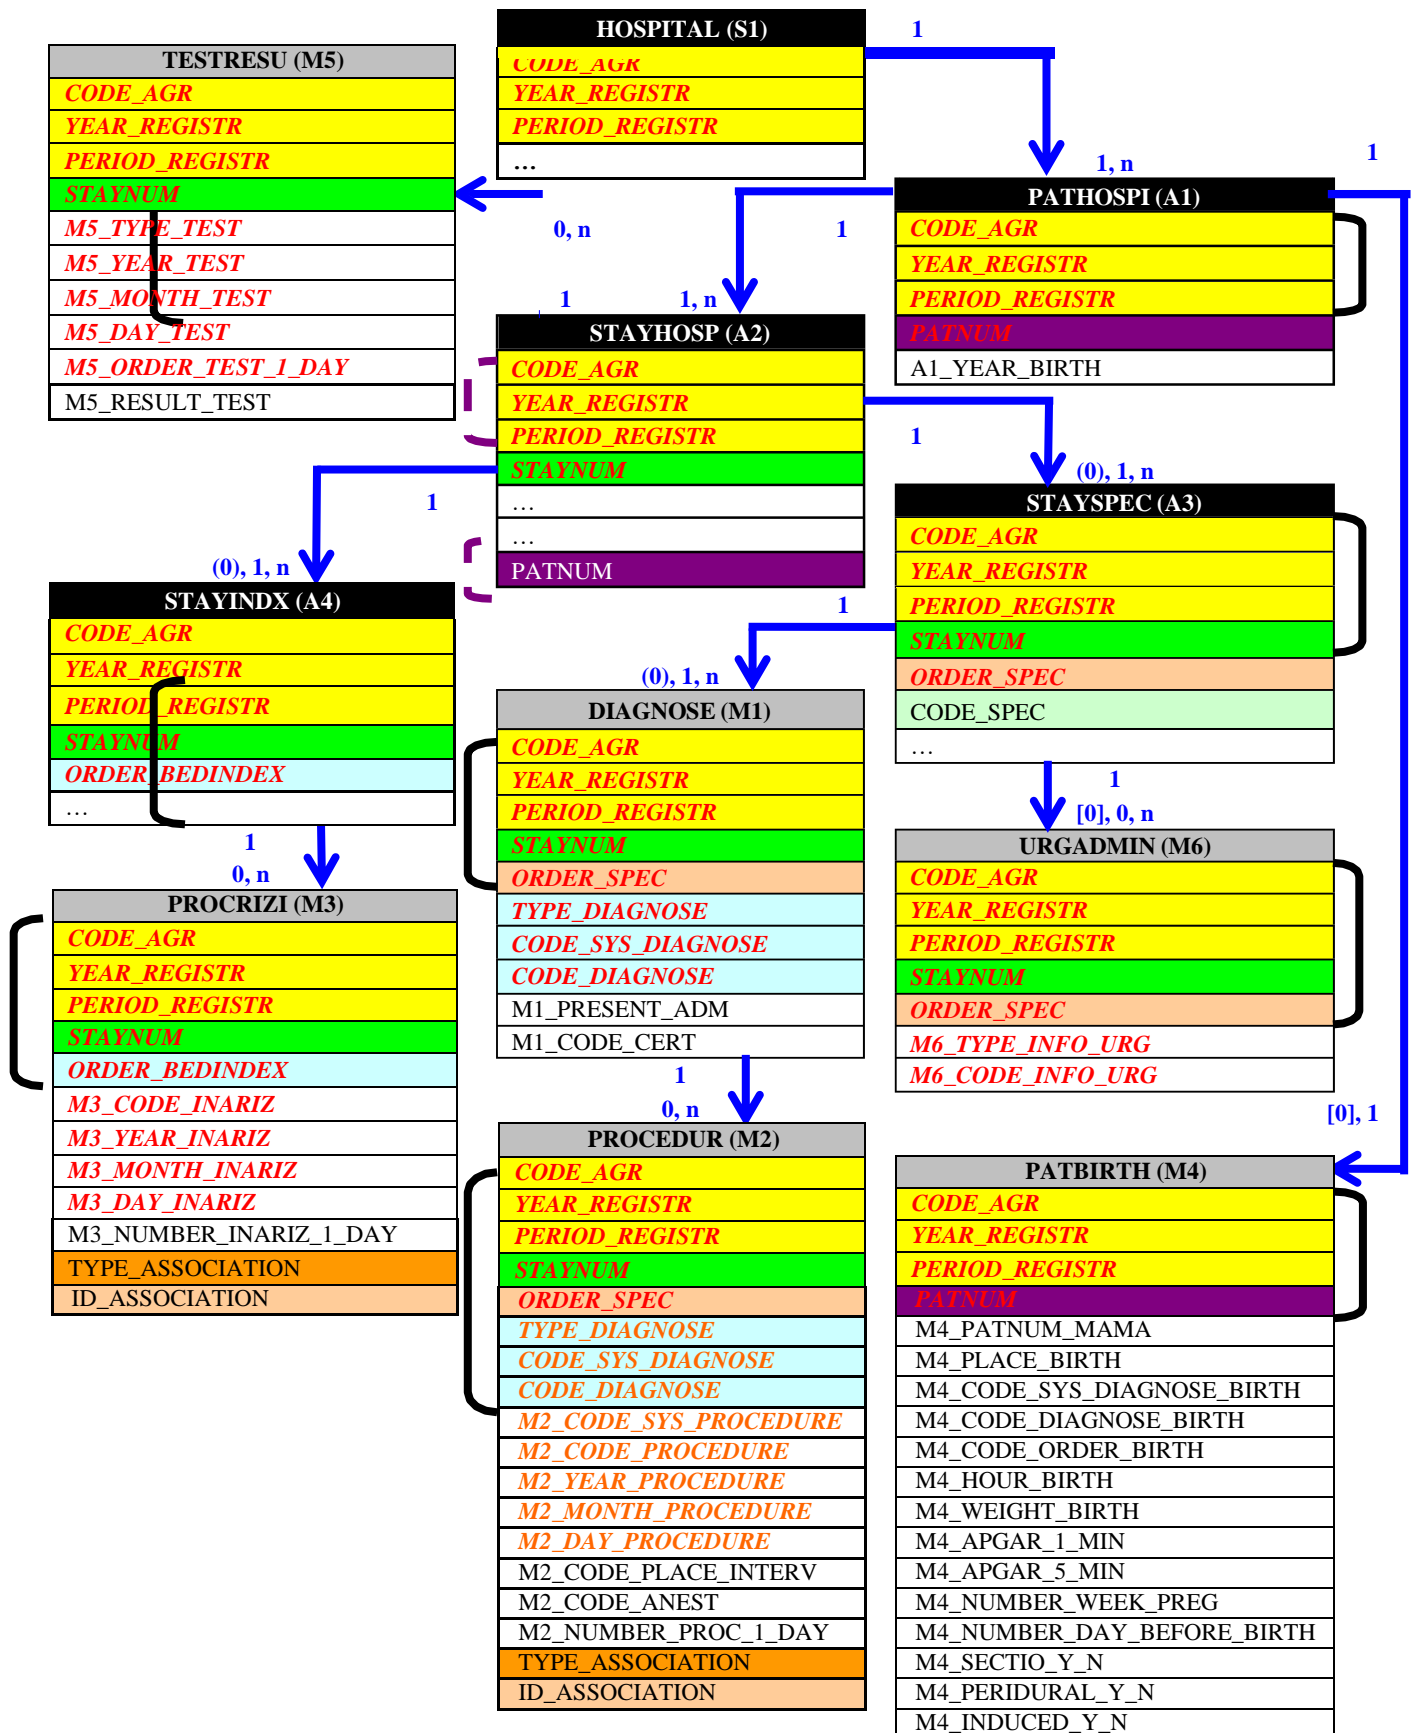 HOSPITAL (S1)
CODE_AGR
YEAR_REGISTR
PERIOD_REGISTR
...
1
1, n
TESTRESU (M5)
CODE_AGR
YEAR_REGISTR
PERIOD_REGISTR
STAYNUM
M5_TYPE_TEST
M5_YEAR_TEST
M5_MONTH_TEST
M5_DAY_TEST
M5_ORDER_TEST_1_DAY
M5_RESULT_TEST
0, n
1
PATHOSPI (A1)
CODE_AGR
YEAR_REGISTR
PERIOD_REGISTR
PATNUM
A1_YEAR_BIRTH
1
1
1, n
STAYHOSP (A2)
CODE_AGR
YEAR_REGISTR
PERIOD_REGISTR
STAYNUM
…
…
PATNUM
1
(0), 1, n
STAYSPEC (A3)
CODE_AGR
YEAR_REGISTR
PERIOD_REGISTR
STAYNUM
ORDER_SPEC
CODE_SPEC
…
1
(0), 1, n
STAYINDX (A4)
CODE_AGR
YEAR_REGISTR
PERIOD_REGISTR
STAYNUM
ORDER_BEDINDEX
…
1
(0), 1, n
DIAGNOSE (M1)
CODE_AGR
YEAR_REGISTR
PERIOD_REGISTR
STAYNUM
ORDER_SPEC
TYPE_DIAGNOSE
CODE_SYS_DIAGNOSE
CODE_DIAGNOSE
M1_PRESENT_ADM
M1_CODE_CERT
1
[0], 0, n
URGADMIN (M6)
CODE_AGR
YEAR_REGISTR
PERIOD_REGISTR
STAYNUM
ORDER_SPEC
M6_TYPE_INFO_URG
M6_CODE_INFO_URG
1
0, n
PROCRIZI (M3)
CODE_AGR
YEAR_REGISTR
PERIOD_REGISTR
STAYNUM
ORDER_BEDINDEX
M3_CODE_INARIZ
M3_YEAR_INARIZ
M3_MONTH_INARIZ
M3_DAY_INARIZ
M3_NUMBER_INARIZ_1_DAY
TYPE_ASSOCIATION
ID_ASSOCIATION
1
0, n
PROCEDUR (M2)
CODE_AGR
YEAR_REGISTR
PERIOD_REGISTR
STAYNUM
ORDER_SPEC
TYPE_DIAGNOSE
CODE_SYS_DIAGNOSE
CODE_DIAGNOSE
M2_CODE_SYS_PROCEDURE
M2_CODE_PROCEDURE
M2_YEAR_PROCEDURE
M2_MONTH_PROCEDURE
M2_DAY_PROCEDURE
M2_CODE_PLACE_INTERV
M2_CODE_ANEST
M2_NUMBER_PROC_1_DAY
TYPE_ASSOCIATION
ID_ASSOCIATION
[0], 1
PATBIRTH (M4)
CODE_AGR
YEAR_REGISTR
PERIOD_REGISTR
PATNUM
M4_PATNUM_MAMA
M4_PLACE_BIRTH
M4_CODE_SYS_DIAGNOSE_BIRTH
M4_CODE_DIAGNOSE_BIRTH
M4_CODE_ORDER_BIRTH
M4_HOUR_BIRTH
M4_WEIGHT_BIRTH
M4_APGAR_1_MIN
M4_APGAR_5_MIN
M4_NUMBER_WEEK_PREG
M4_NUMBER_DAY_BEFORE_BIRTH
M4_SECTIO_Y_N
M4_PERIDURAL_Y_N
M4_INDUCED_Y_N